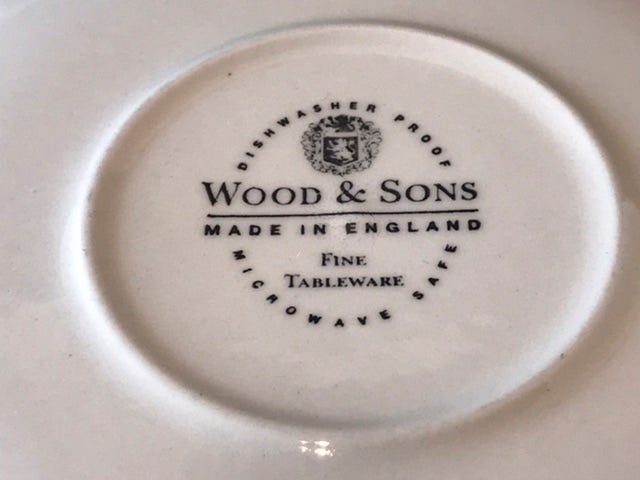 DISHWASHER PROOF
WOOD & SONS
MADE IN ENGLAND
FINE
TABLEWARE
MICROWAVE SAFE